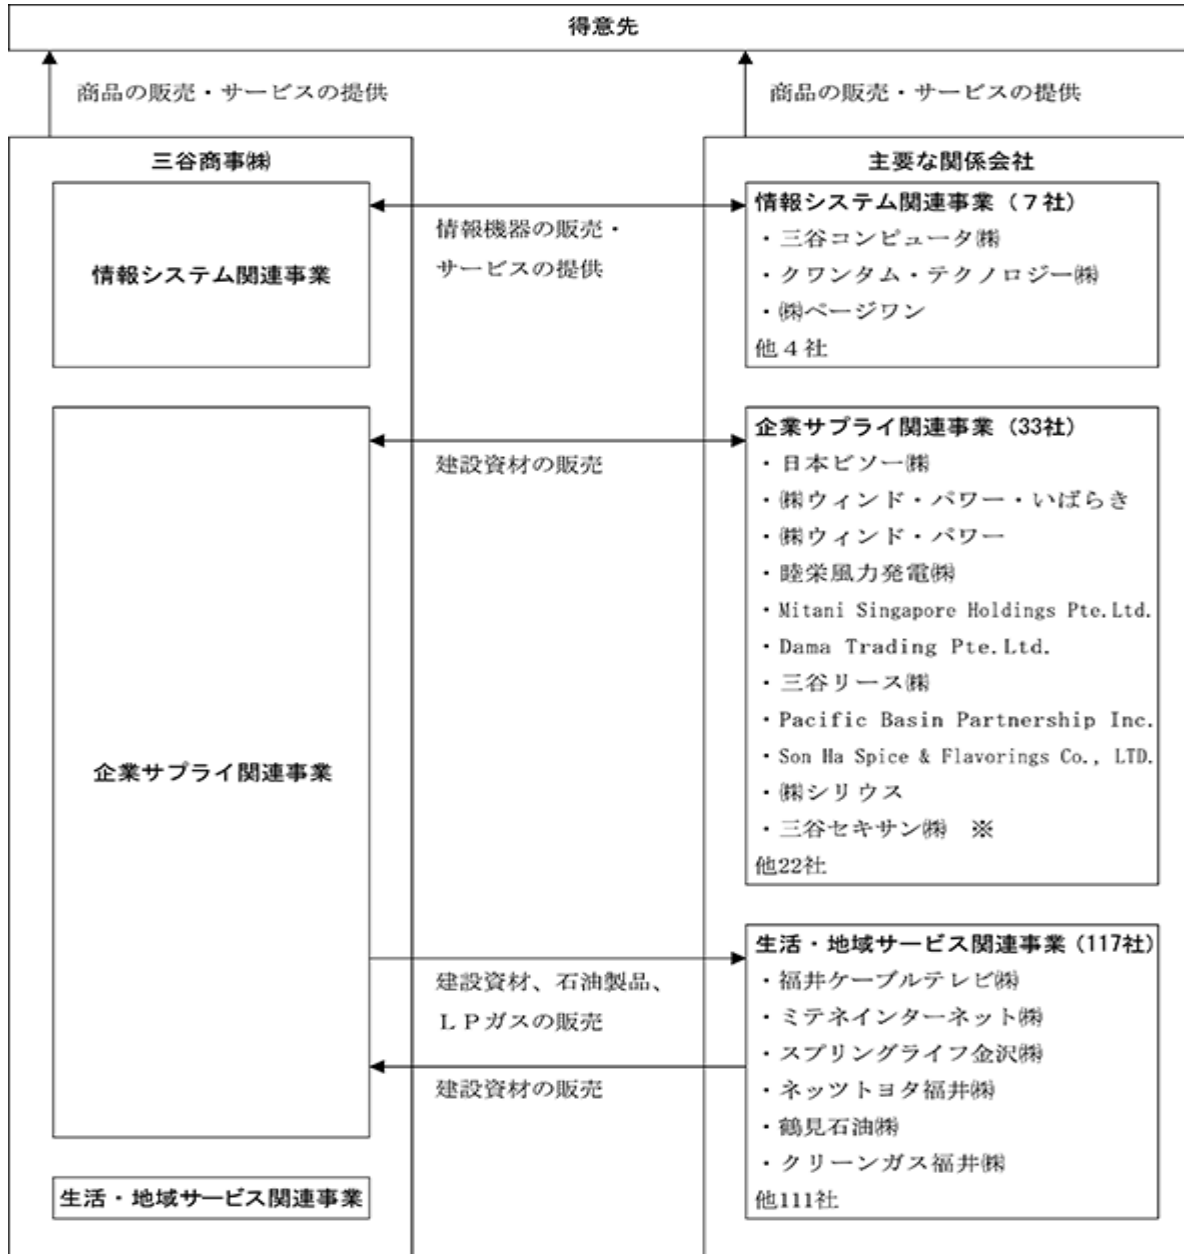 得意先
商品の販売・サービスの提供
商品の販売・サービスの提供
三谷商事㈱
情報システム関連事業
企業サプライ関連事業
生活・地域サービス関連事業
情報機器の販売・
サービスの提供
建設資材の販売
建設資材、石油製品、
ＬＰガスの販売
建設資材の販売
主要な関係会社
情報システム関連事業（７社）
・三谷コンピュータ㈱
・クワンタム・テクノロジー㈱
・㈱ページワン
他４社
企業サプライ関連事業（33社）
・日本ビソー㈱
・㈱ウィンド・パワー・いばらき
・㈱ウィンド・パワー
・睦栄風力発電㈱
・Mitani Singapore Holdings Pte.Ltd.
・Dama Trading Pte.Ltd.
・三谷リース㈱
・Pacific Basin Partnership Inc.
・Son Ha Spice & Flavorings Co., LTD.
・㈱シリウス
・三谷セキサン㈱　※
他22社
生活・地域サービス関連事業（117社）
・福井ケーブルテレビ㈱
・ミテネインターネット㈱
・スプリングライフ金沢㈱
・ネッツトヨタ福井㈱
・鶴見石油㈱
・クリーンガス福井㈱
他111社